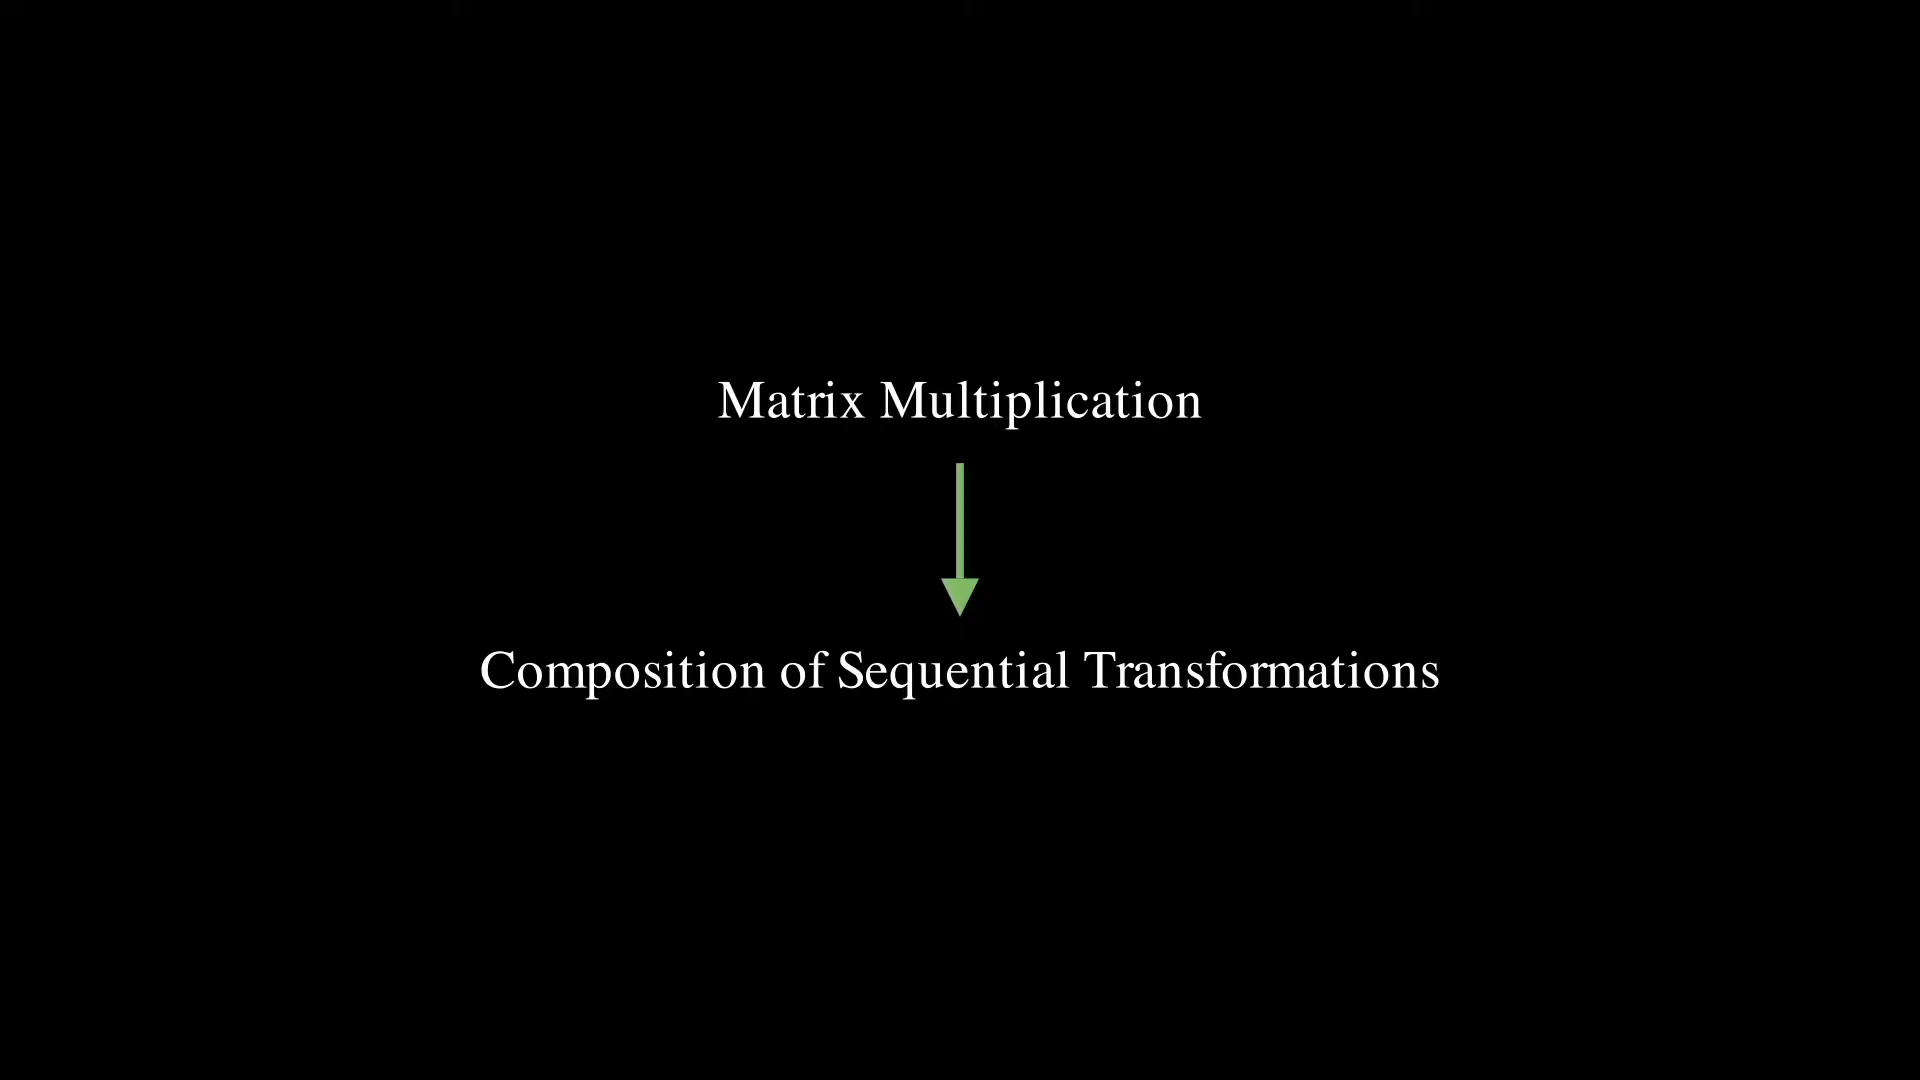 Matrix Multiplication
Composition of Sequential Transformations